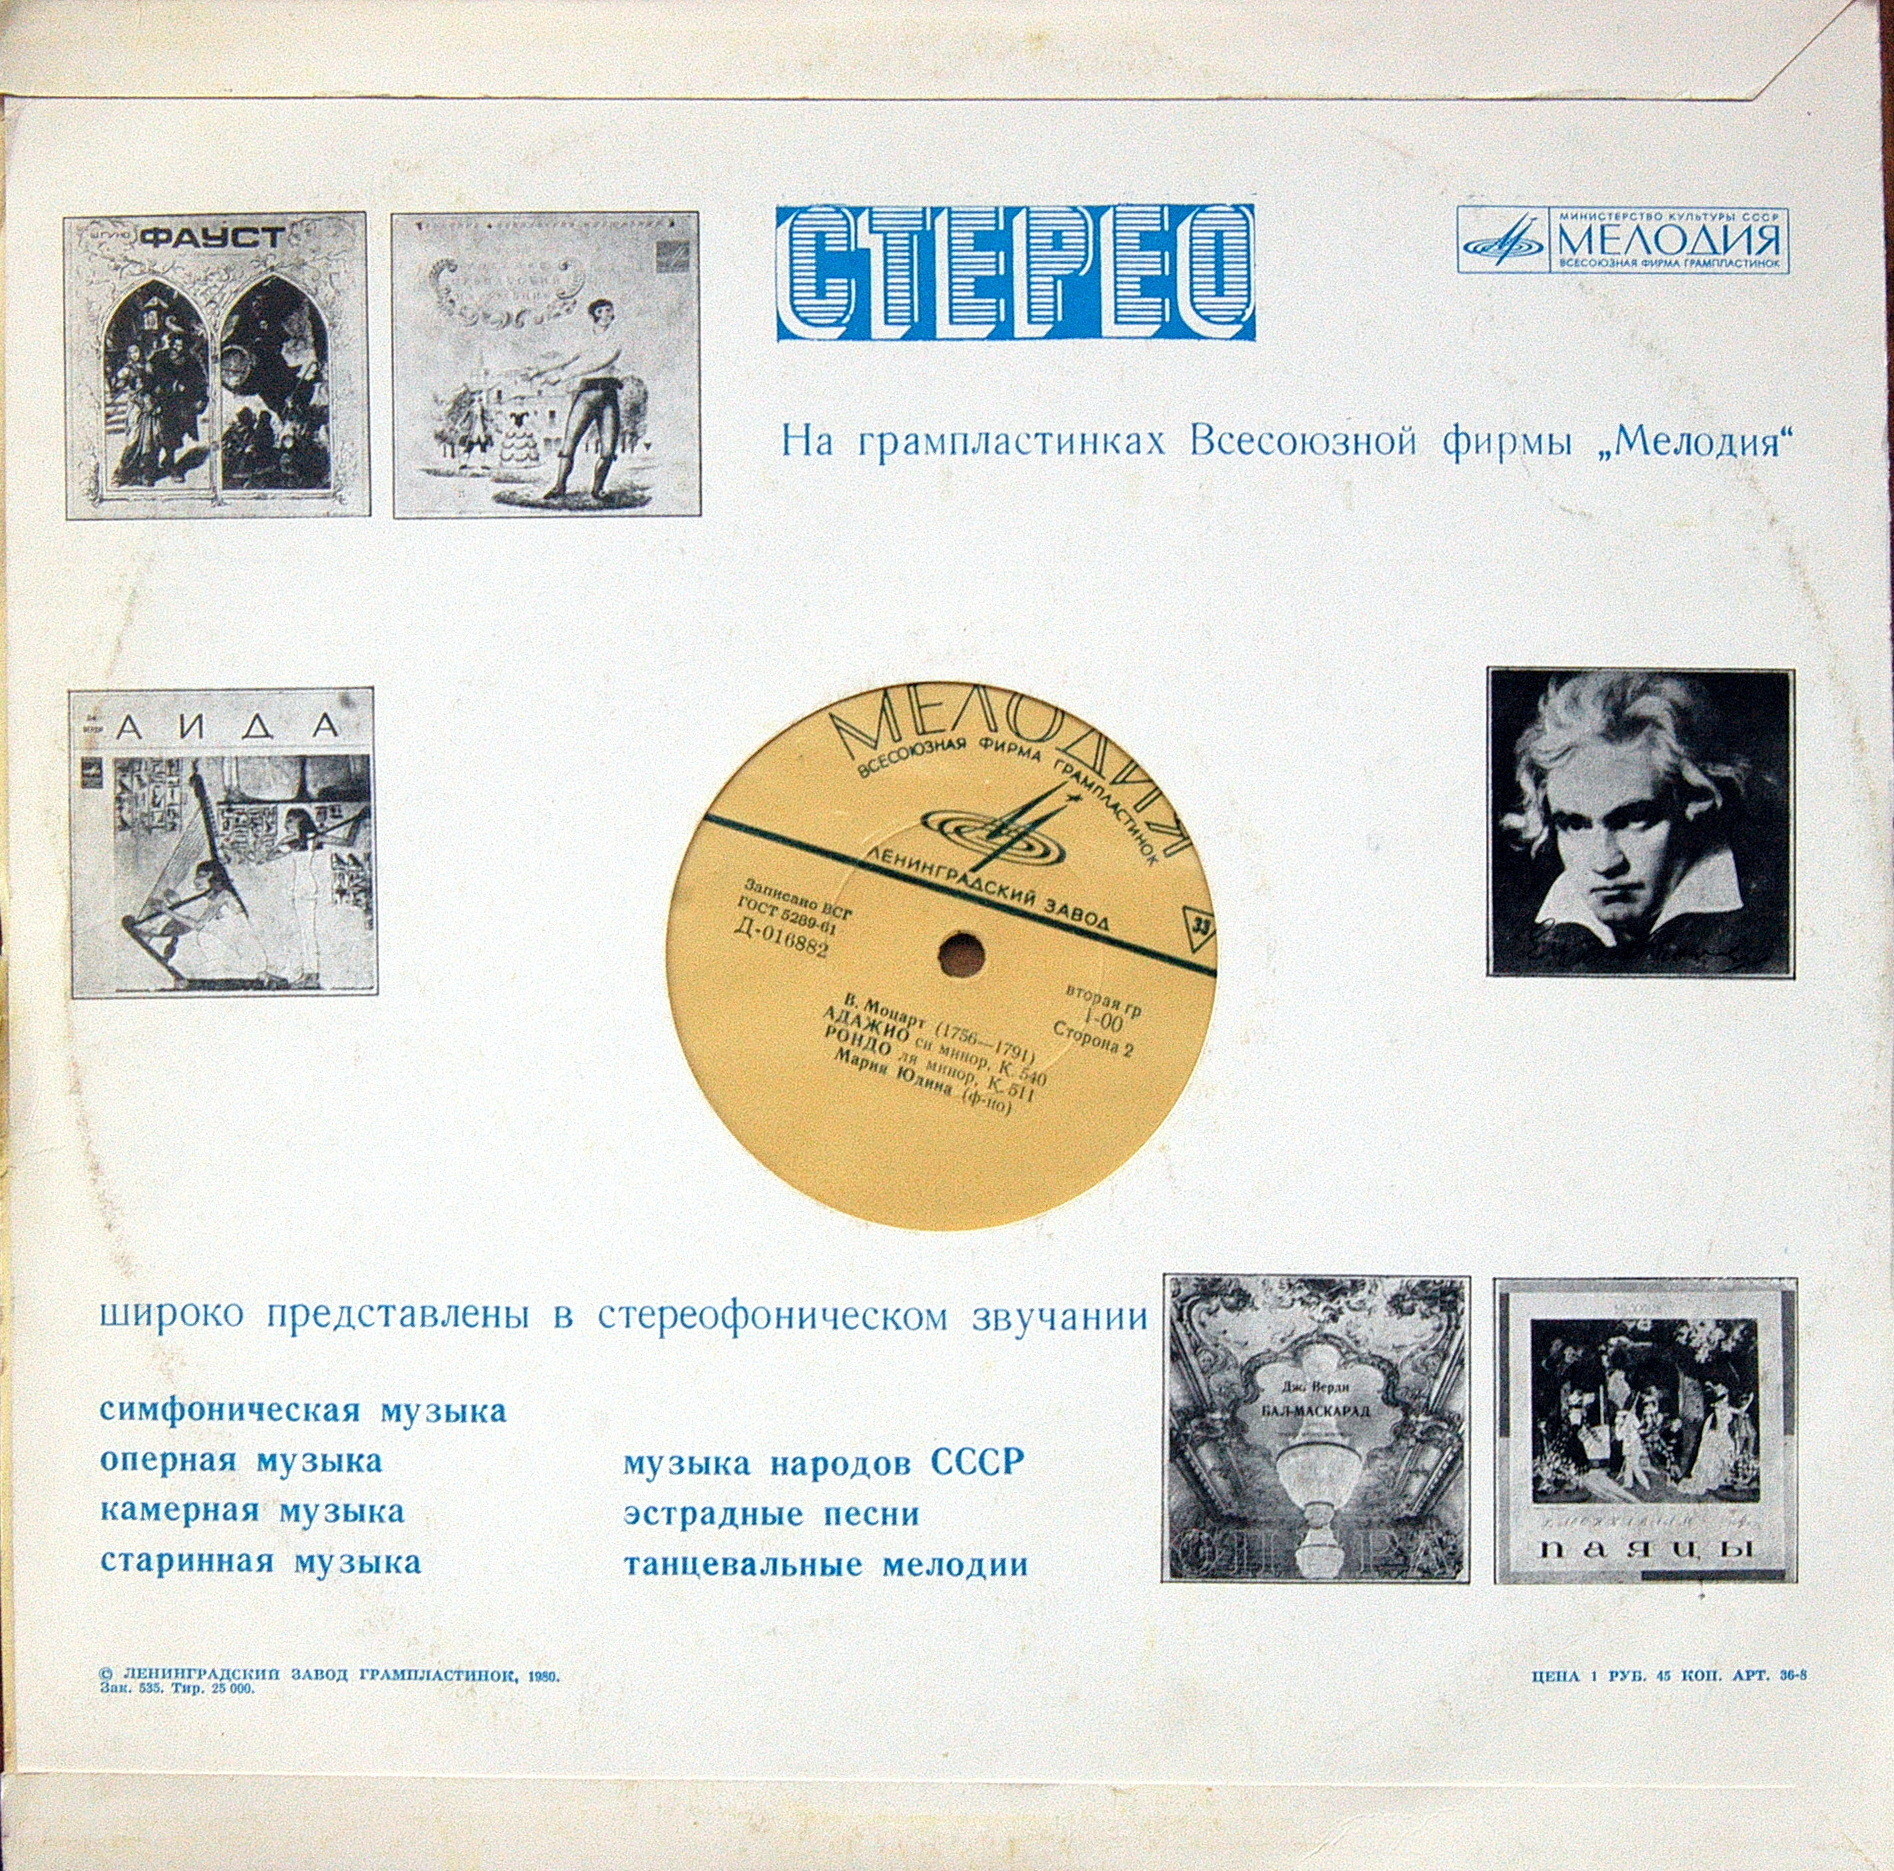 ФАУСТ
СТЕРЕО
МИНИСТЕРСТВО КУЛЬТУРЫ СССР
МЕЛОДИЯ
ВСЕСОЮЗНАЯ ФИРМА ГРАМПЛАСТИНОК
На грампластинках Всесоюзной фирмы „Мелодия“
ДЖ. ВЕРДИ
АИДА
МЕЛОДИЯ
ВСЕСОЮЗНАЯ ФИРМА ГРАМПЛАСТИНОК
ЛЕНИНГРАДСКИЙ ЗАВОД
33
Записано ВСГ
ГОСТ 5289-61
Д-016882
вторая гр
1-00
Сторона 2
В. Моцарт (1756—1791)
АДАЖИО си минор, К. 540
РОНДО ля минор, К. 511
Мария Юдина (ф-но)
широко представлены в стереофоническом звучании
симфоническая музыка
оперная музыка
камерная музыка
старинная музыка
музыка народов СССР
эстрадные песни
танцевальные мелодии
Дж. Верди
БАЛ-МАСКАРАД
ОПЕРА
паяцы
© ЛЕНИНГРАДСКИЙ ЗАВОД ГРАМПЛАСТИНОК, 1980.
Зак. 535. Тир. 25 000.
ЦЕНА 1 РУБ. 45 КОП. АРТ. 36-8